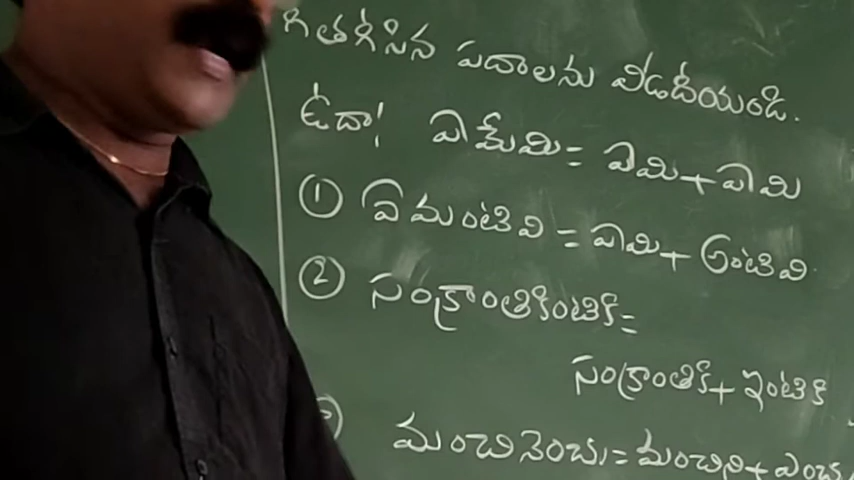 గీతగీసిన పదాలను విడదీయండి.
ఉదా! ఏమేమి = ఏమి + ఏమి
① ఏమంటివి = ఏమి + అంటివి
② సంక్రాంతికింటికి =
సంక్రాంతికి + ఇంటికి
మంచినెంచు = మంచిని + ఎంచు